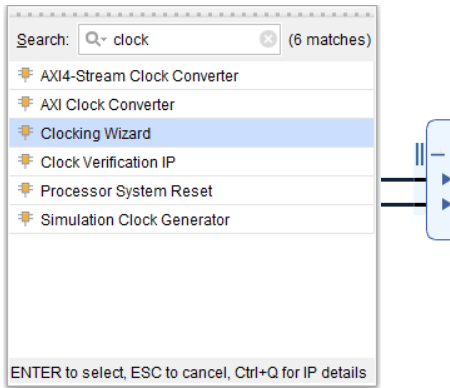 Search: clock (6 matches)
AXI4-Stream Clock Converter
AXI Clock Converter
Clocking Wizard
Clock Verification IP
Processor System Reset
Simulation Clock Generator
ENTER to select, ESC to cancel, Ctrl+Q for IP details